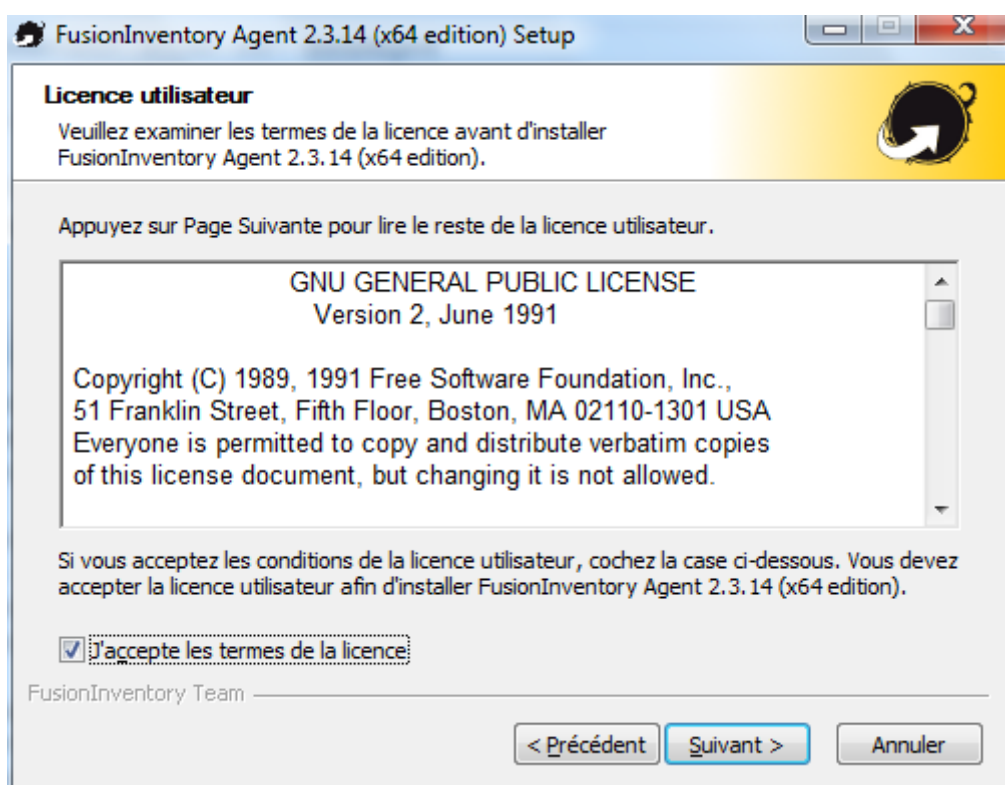 FusionInventory Agent 2.3.14 (x64 edition) Setup
Licence utilisateur
Veuillez examiner les termes de la licence avant d'installer
FusionInventory Agent 2.3.14 (x64 edition).
Appuyez sur Page Suivante pour lire le reste de la licence utilisateur.
GNU GENERAL PUBLIC LICENSE
Version 2, June 1991
Copyright (C) 1989, 1991 Free Software Foundation, Inc.,
51 Franklin Street, Fifth Floor, Boston, MA 02110-1301 USA
Everyone is permitted to copy and distribute verbatim copies
of this license document, but changing it is not allowed.
Si vous acceptez les conditions de la licence utilisateur, cochez la case ci-dessous. Vous devez
accepter la licence utilisateur afin d'installer FusionInventory Agent 2.3.14 (x64 edition).
J'accepte les termes de la licence
FusionInventory Team
< Précédent Suivant > Annuler